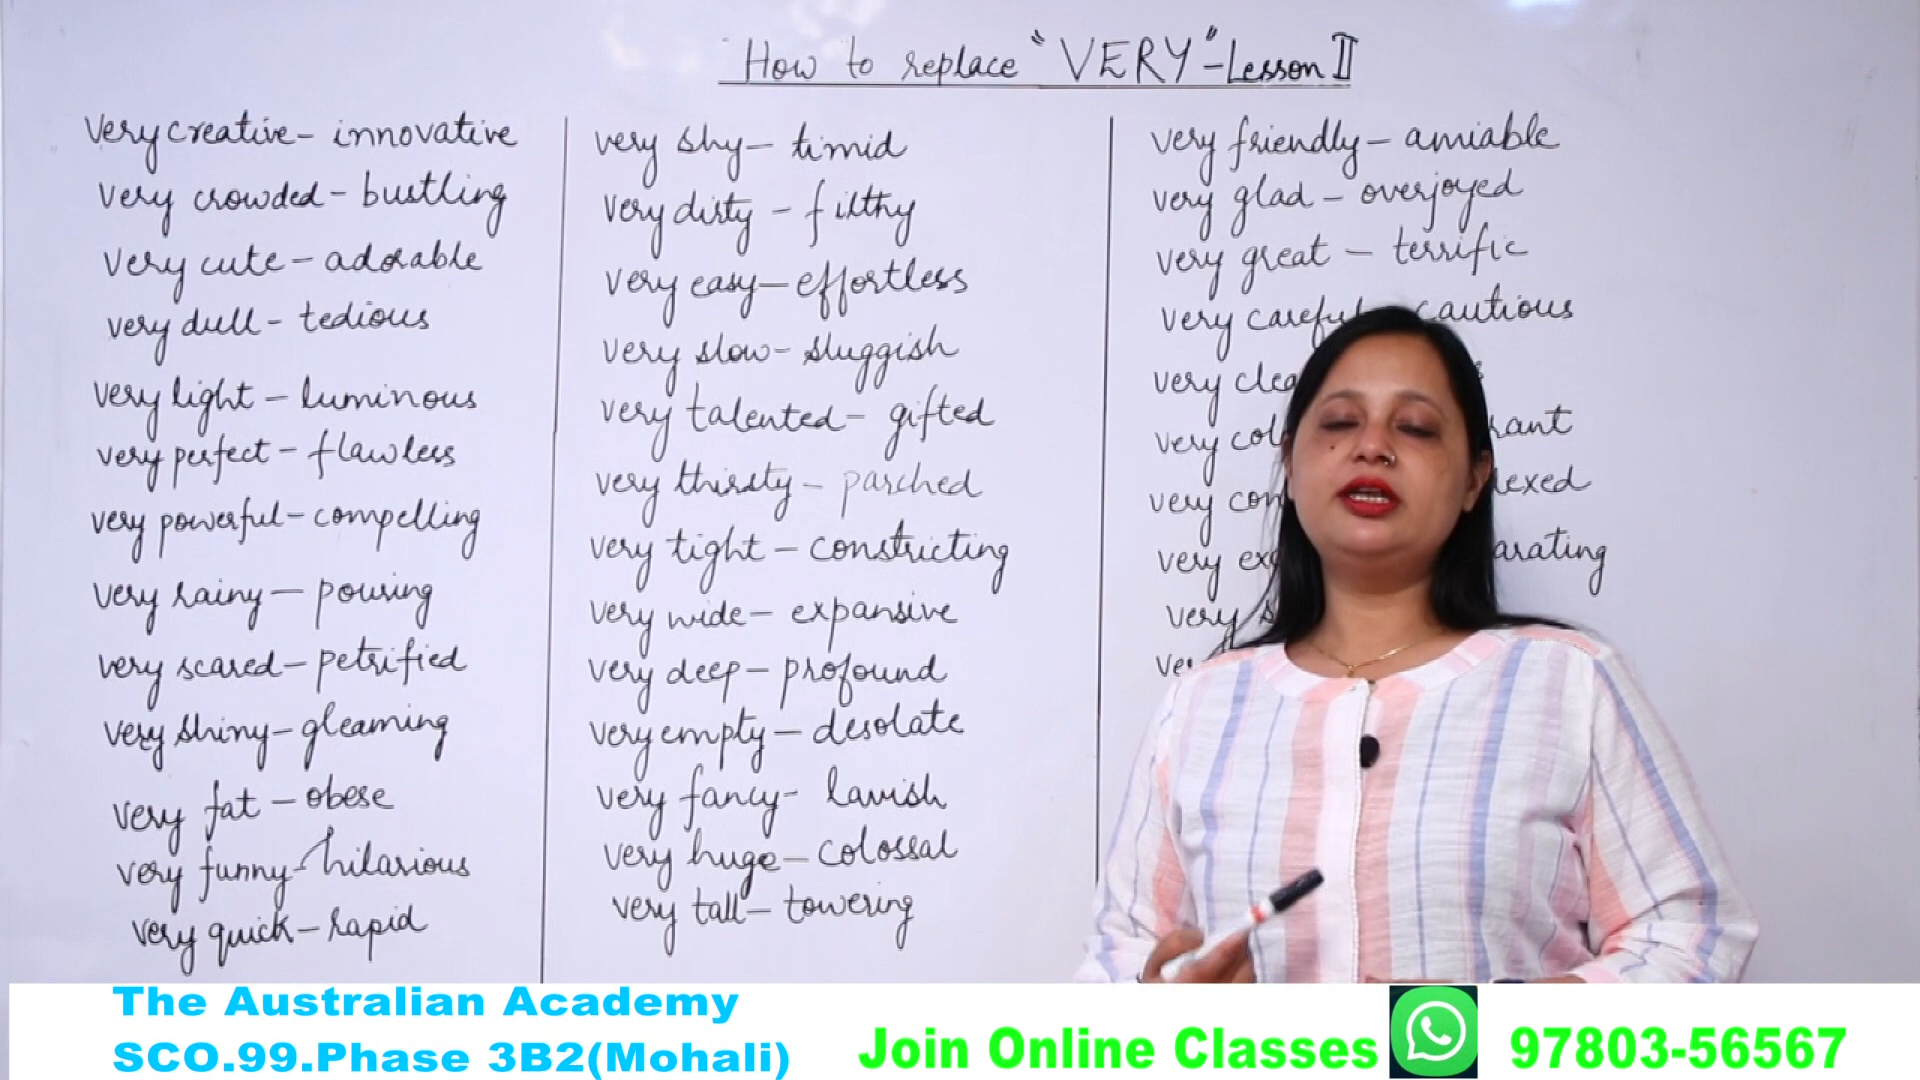 How to replace "VERY" - Lesson II
very creative - innovative
very crowded - bustling
very cute - adorable
very dull - tedious
very light - luminous
very perfect - flawless
very powerful - compelling
very rainy - pouring
very scared - petrified
very shiny - gleaming
very fat - obese
very funny - hilarious
very quick - rapid
very shy - timid
very dirty - filthy
very easy - effortless
very slow - sluggish
very talented - gifted
very thirsty - parched
very tight - constricting
very wide - expansive
very deep - profound
very empty - desolate
very fancy - lavish
very huge - colossal
very tall - towering
very friendly - amiable
very glad - overjoyed
very great - terrific
very careful cautious
very
very
very
very
very
The Australian Academy
SCO.99.Phase 3B2(Mohali)
Join Online Classes 97803-56567